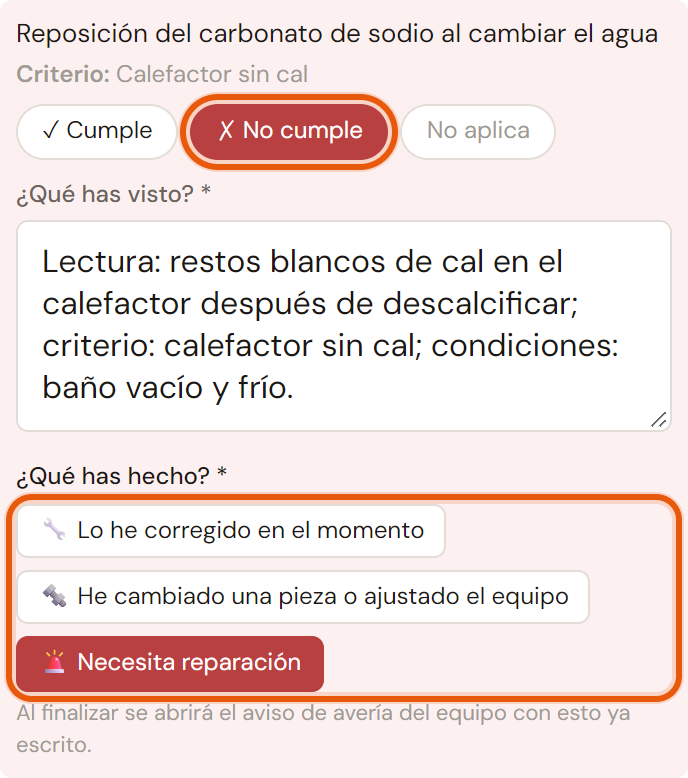 Reposición del carbonato de sodio al cambiar el agua
Criterio: Calefactor sin cal
✓ Cumple
✗ No cumple
No aplica
¿Qué has visto? *
Lectura: restos blancos de cal en el
calefactor después de descalcificar;
criterio: calefactor sin cal; condiciones:
baño vacío y frío.
¿Qué has hecho? *
Lo he corregido en el momento
He cambiado una pieza o ajustado el equipo
Necesita reparación
Al finalizar se abrirá el aviso de avería del equipo con esto ya
escrito.